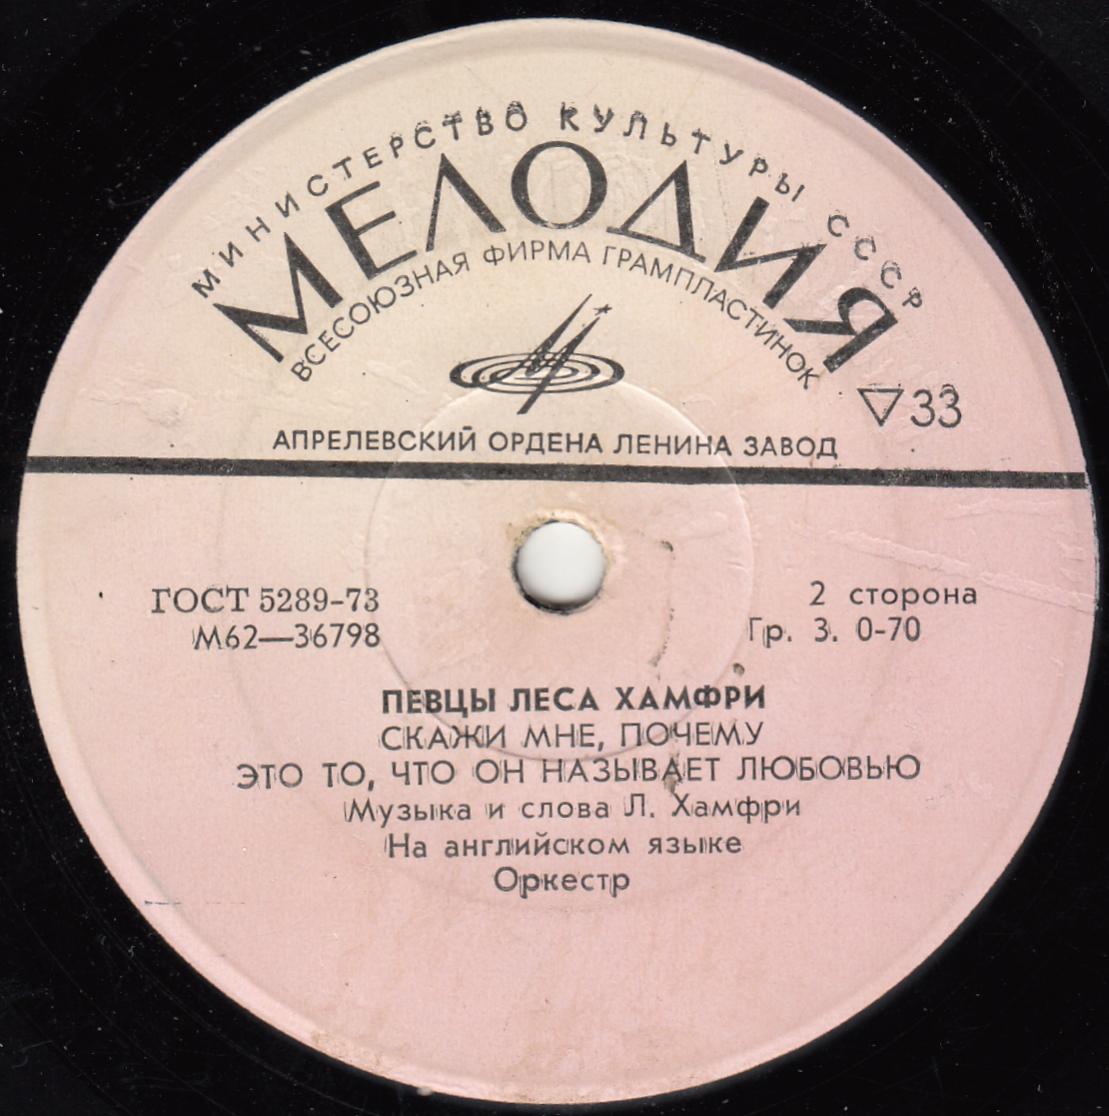 МИНИСТЕРСТВО КУЛЬТУРЫ СССР
МЕЛОДИЯ
ВСЕСОЮЗНАЯ ФИРМА ГРАМПЛАСТИНОК
33
АПРЕЛЕВСКИЙ ОРДЕНА ЛЕНИНА ЗАВОД
ГОСТ 5289-73
М62—36798
2 сторона
Гр. 3. 0-70
ПЕВЦЫ ЛЕСА ХАМФРИ
СКАЖИ МНЕ, ПОЧЕМУ
ЭТО ТО, ЧТО ОН НАЗЫВАЕТ ЛЮБОВЬЮ
Музыка и слова Л. Хамфри
На английском языке
Оркестр